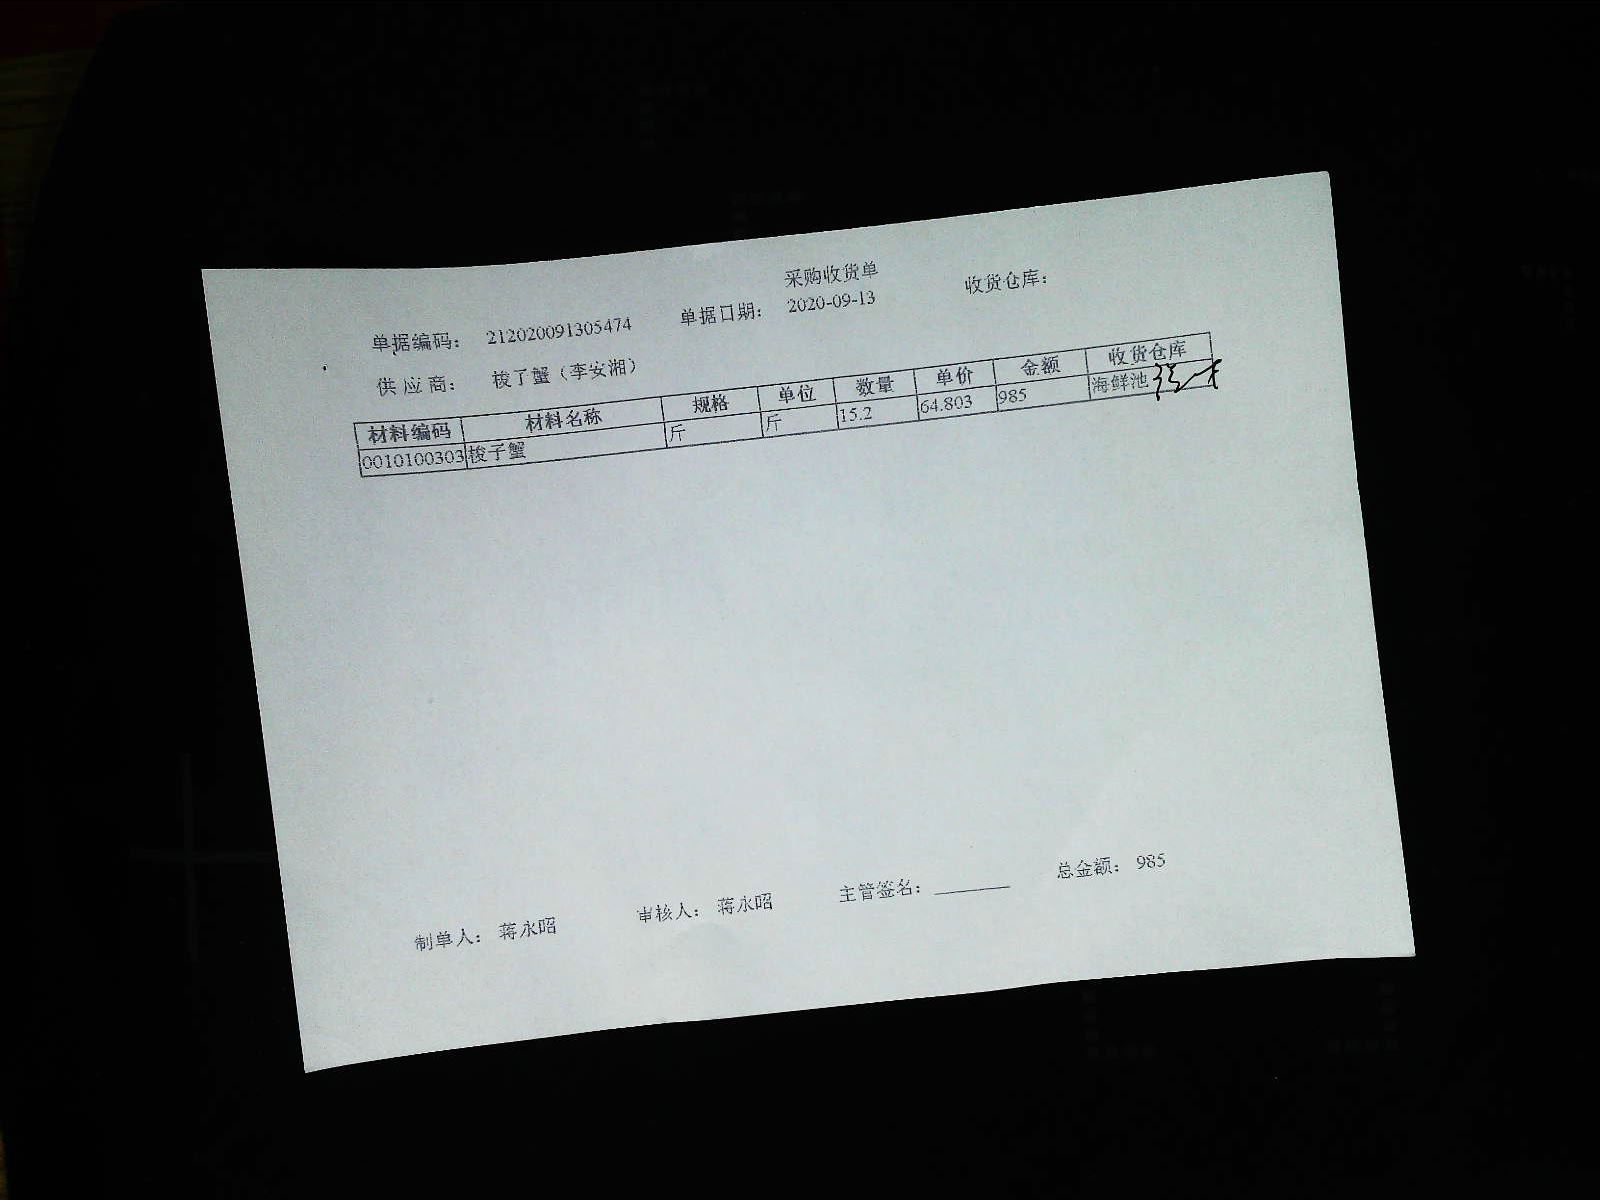 采购收货单
单据编码： 212020091305474 单据日期： 2020-09-13 收货仓库：
供 应 商： 梭子蟹（李安湘）
材料编码 材料名称 规格 单位 数量 单价 金额 收货仓库
0010100303 梭子蟹 斤 斤 15.2 64.803 985 海鲜池
制单人： 蒋永昭 审核人： 蒋永昭 主管签名： 总金额： 985